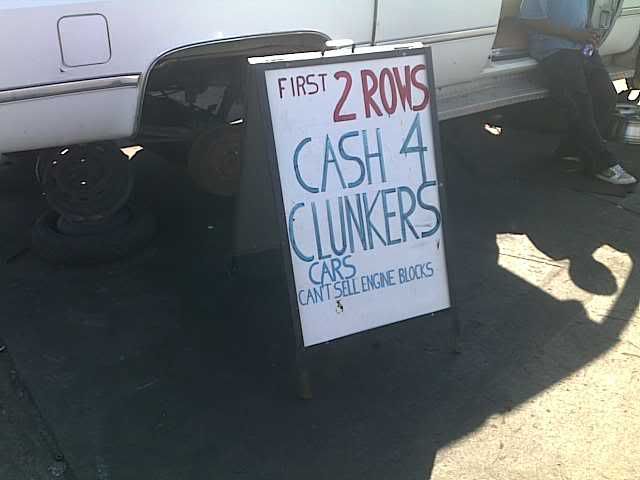 FIRST 2 ROWS
CASH 4
CLUNKERS
CARS
CAN'T SELL ENGINE BLOCKS